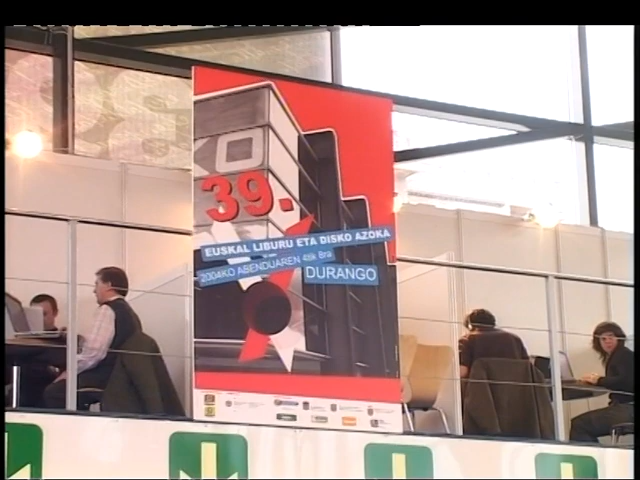 KO
39.
EUSKAL LIBURU ETA DISKO AZOKA
2004KO ABENDUAREN 4tik 8ra
DURANGO